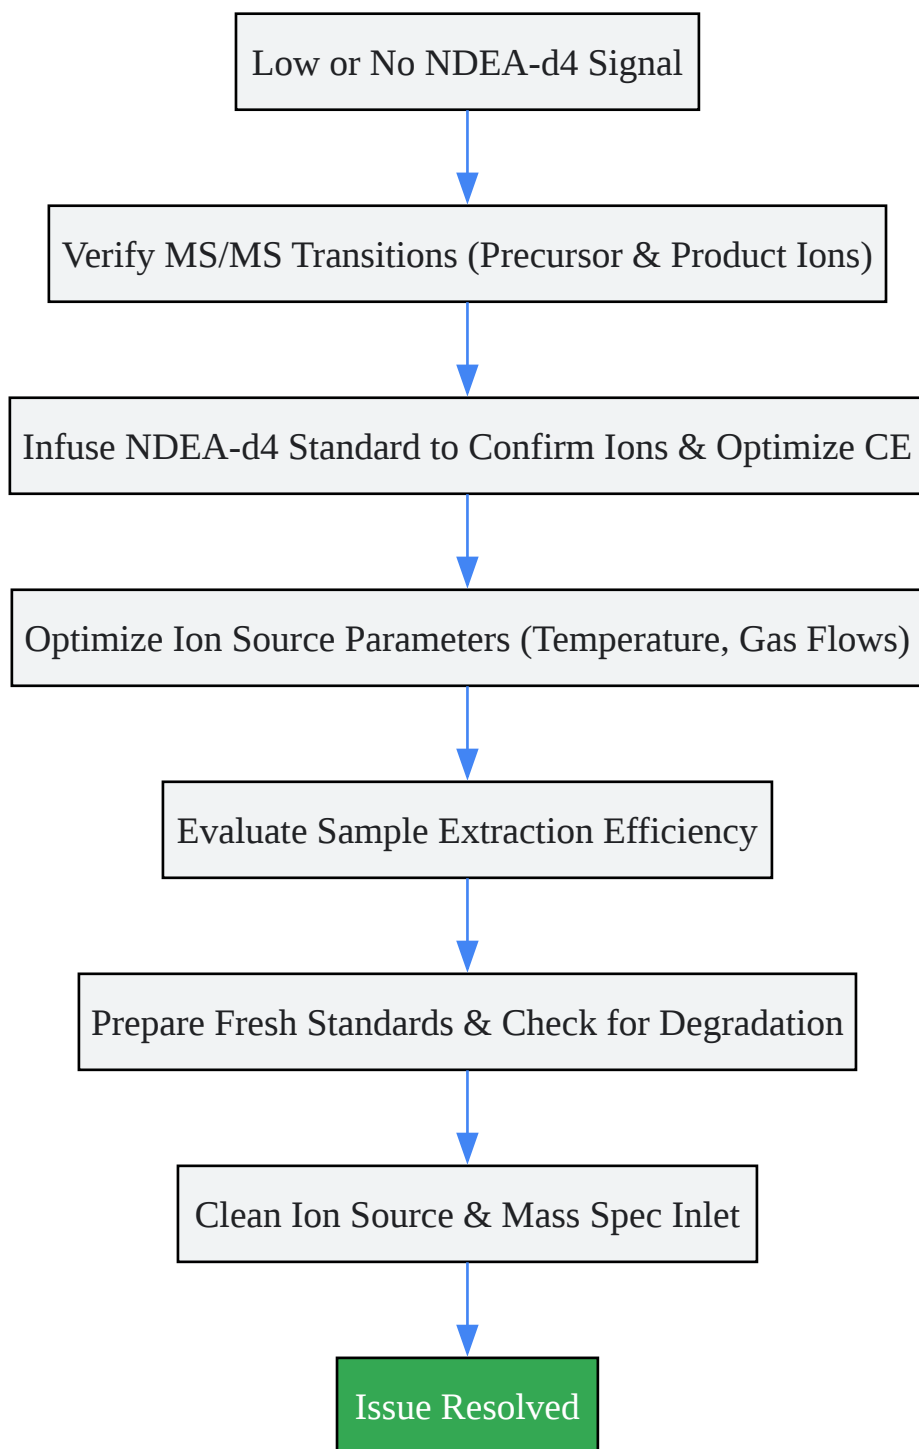 Low or No NDEA-d4 Signal
Verify MS/MS Transitions (Precursor & Product Ions)
Infuse NDEA-d4 Standard to Confirm Ions & Optimize CE
Optimize Ion Source Parameters (Temperature, Gas Flows)
Evaluate Sample Extraction Efficiency
Prepare Fresh Standards & Check for Degradation
Clean Ion Source & Mass Spec Inlet
Issue Resolved